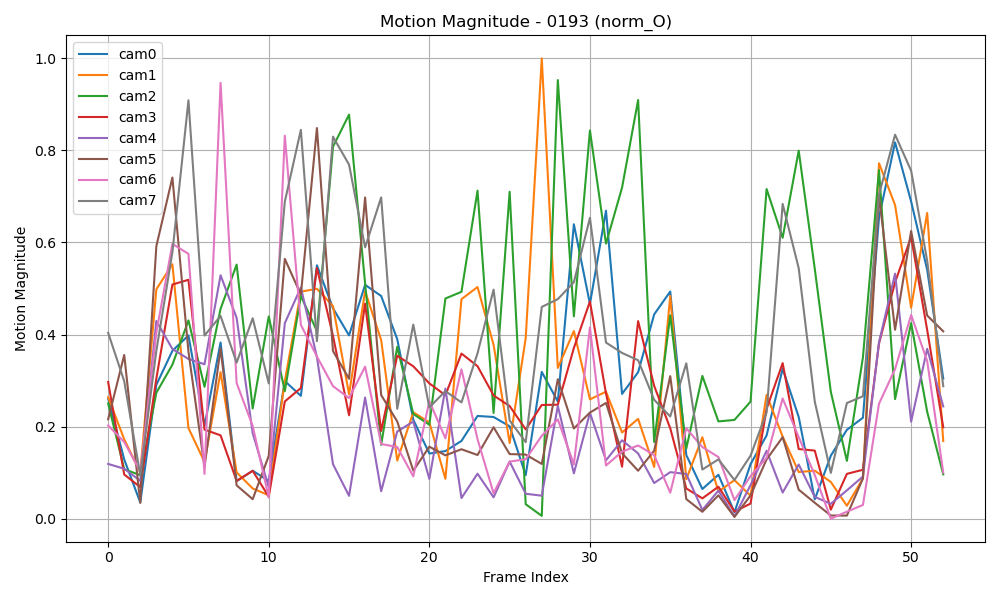 Motion Magnitude - 0193 (norm_O)
cam0
cam1
cam2
cam3
cam4
cam5
cam6
cam7
Motion Magnitude
1.0
0.8
0.6
0.4
0.2
0.0
0 10 20 30 40 50
Frame Index